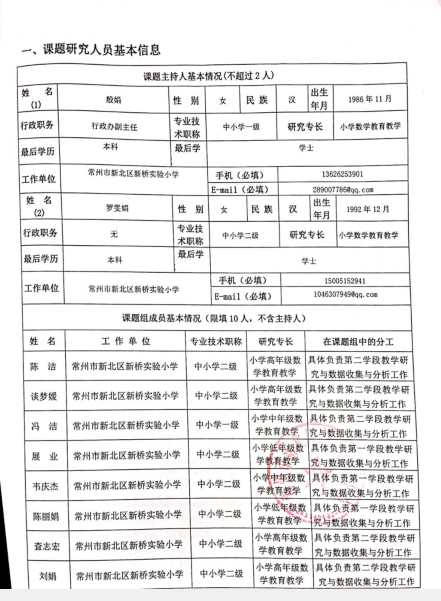 一、课题研究人员基本信息
课题主持人基本情况(不超过2人)
姓 名 (1) 殷娟 性 别 女 民 族 汉 出生年月 1986年11月
行政职务 行政办副主任 专业技术职称 中小学一级 研究专长 小学数学教育教学
最后学历 本科 最后学 学士
工作单位 常州市新北区新桥实验小学 手机（必填） 13626253901
E-mail（必填） 289007786@qq.com
姓 名 (2) 罗雯娟 性 别 女 民 族 汉 出生年月 1992年12月
行政职务 无 专业技术职称 中小学二级 研究专长 小学数学教育教学
最后学历 本科 最后学 学士
工作单位 常州市新北区新桥实验小学 手机（必填） 15005152941
E-mail（必填） 1046307949@qq.com
课题组成员基本情况（限填10人，不含主持人）
姓 名 工 作 单 位 专业技术职称 研究专长 在课题组中的分工
陈 洁 常州市新北区新桥实验小学 中小学二级 小学高年级数学教育教学 具体负责第二学段教学研究与数据收集与分析工作
谈梦媛 常州市新北区新桥实验小学 中小学二级 小学高年级数学教育教学 具体负责第二学段教学研究与数据收集与分析工作
冯 洁 常州市新北区新桥实验小学 中小学一级 小学中年级数学教育教学 具体负责第二学段教学研究与数据收集与分析工作
展 业 常州市新北区新桥实验小学 中小学二级 小学低年级数学教育教学 具体负责第一学段教学研究与数据收集与分析工作
韦庆杰 常州市新北区新桥实验小学 中小学二级 小学中年级数学教育教学 具体负责第一学段教学研究与数据收集与分析工作
陈丽娟 常州市新北区新桥实验小学 中小学二级 小学低年级数学教育教学 具体负责第一学段教学研究与数据收集与分析工作
查志宏 常州市新北区新桥实验小学 中小学二级 小学高年级数学教育教学 具体负责第二学段教学研究与数据收集与分析工作
刘娟 常州市新北区新桥实验小学 中小学二级 小学高年级数学教育教学 具体负责第二学段教学研究与数据收集与分析工作